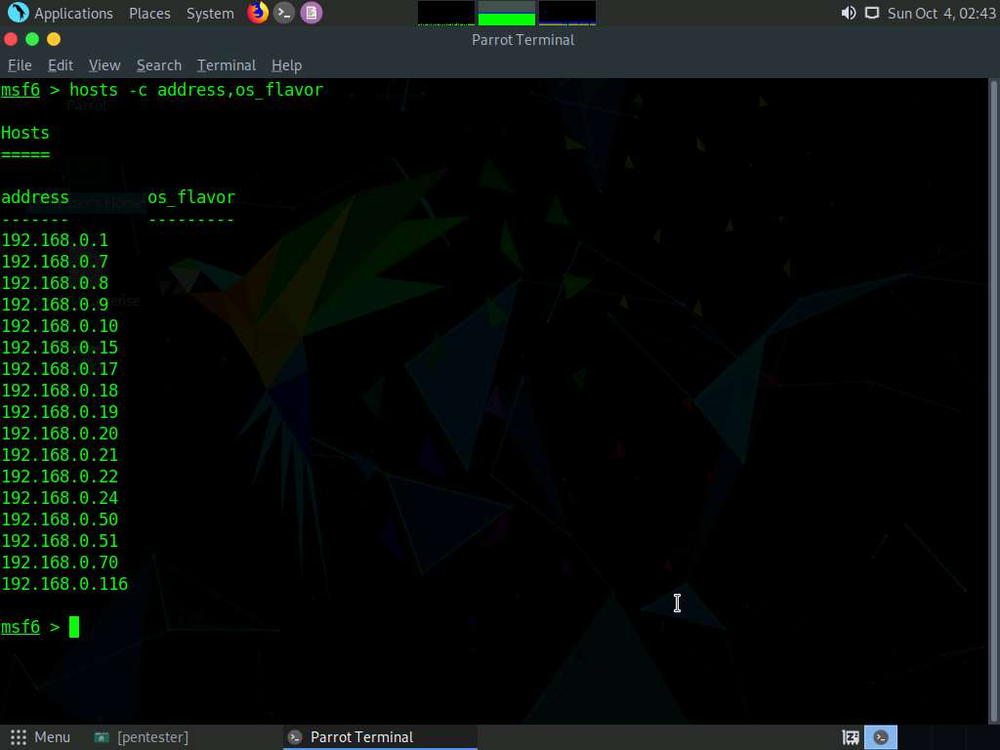 Applications Places System Sun Oct 4, 02:43
Parrot Terminal
File Edit View Search Terminal Help
msf6 > hosts -c address,os_flavor
Hosts
=====
address os_flavor
------- ---------
192.168.0.1
192.168.0.7
192.168.0.8
192.168.0.9
192.168.0.10
192.168.0.15
192.168.0.17
192.168.0.18
192.168.0.19
192.168.0.20
192.168.0.21
192.168.0.22
192.168.0.24
192.168.0.50
192.168.0.51
192.168.0.70
192.168.0.116
msf6 >
Menu [pentester] Parrot Terminal